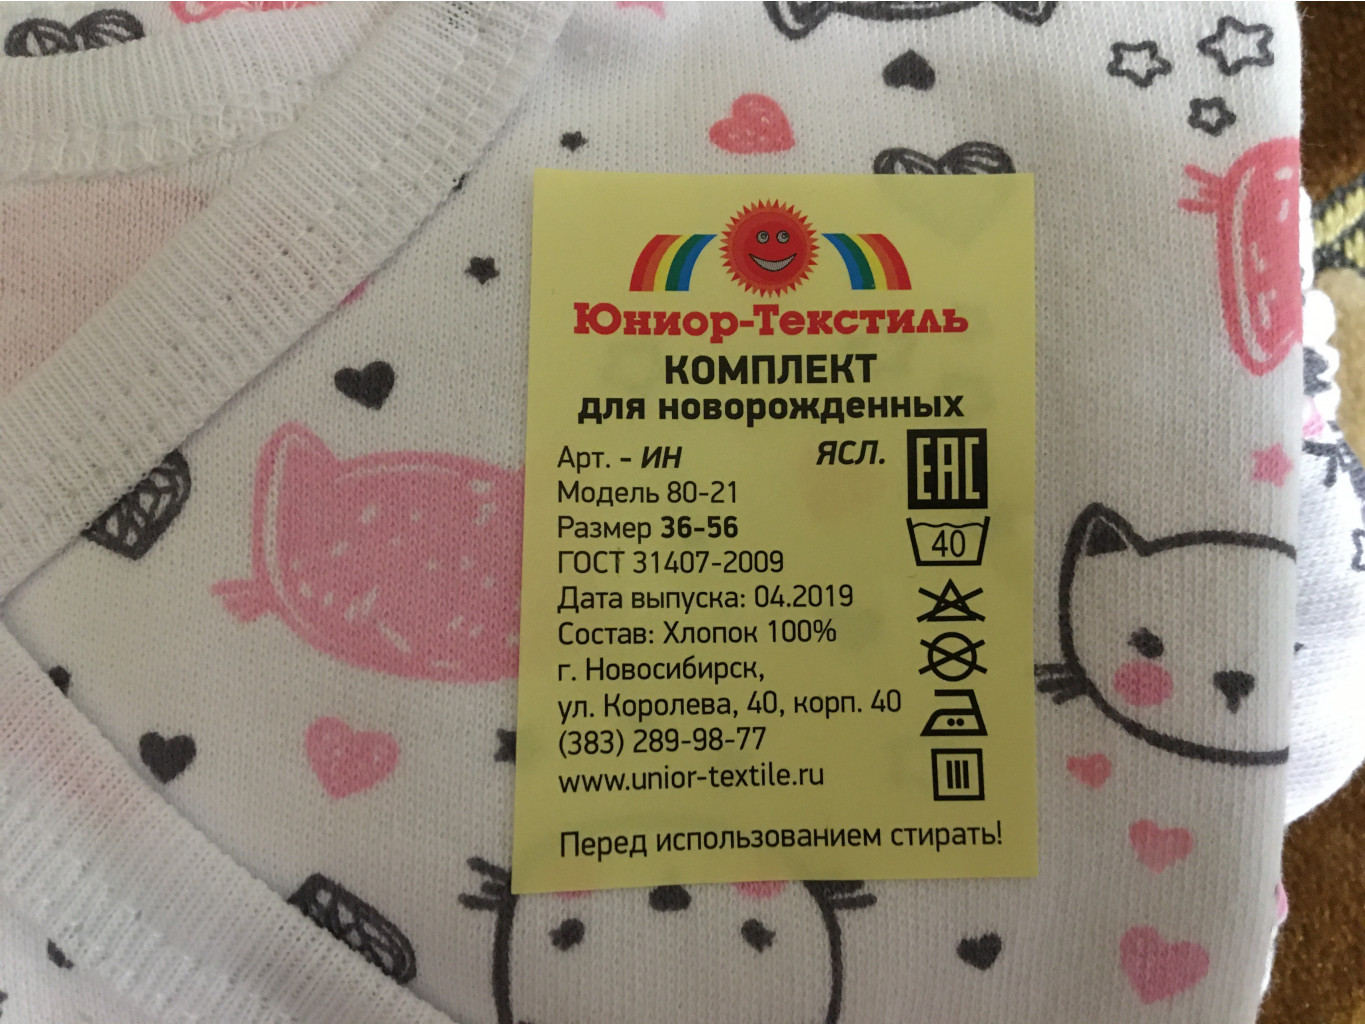 Юниор-Текстиль
КОМПЛЕКТ
для новорожденных
Арт. - ИН ЯСЛ.
EAC
Модель 80-21
Размер 36-56
40
ГОСТ 31407-2009
Дата выпуска: 04.2019
Состав: Хлопок 100%
г. Новосибирск,
ул. Королева, 40, корп. 40
(383) 289-98-77
www.unior-textile.ru
Перед использованием стирать!